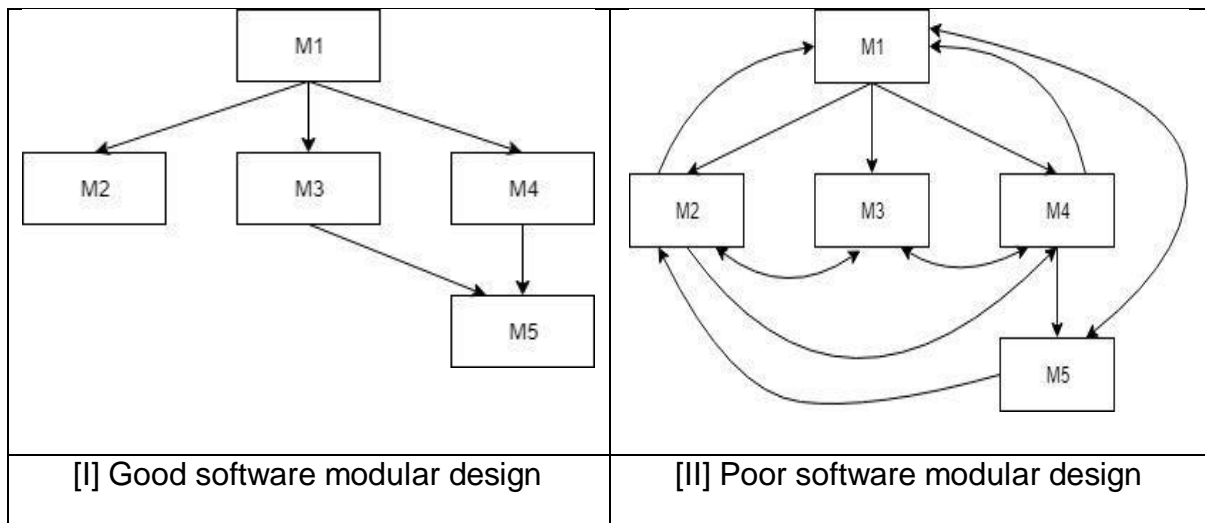 M1
M2
M3
M4
M5
[I] Good software modular design
M1
M2
M3
M4
M5
[II] Poor software modular design